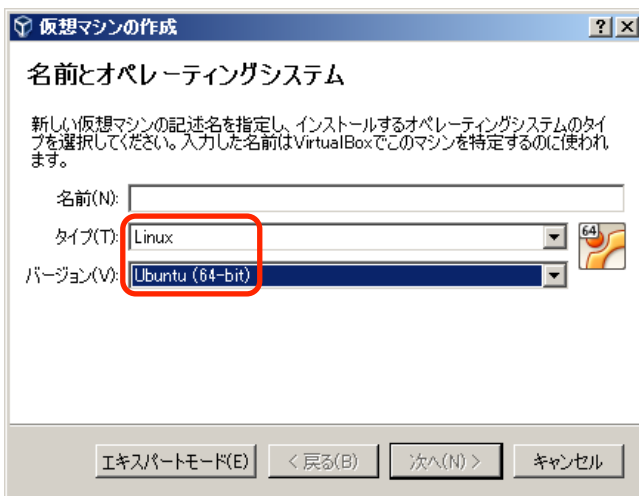 仮想マシンの作成
名前とオペレーティングシステム
新しい仮想マシンの記述名を指定し、インストールするオペレーティングシステムのタイ
プを選択してください。入力した名前はVirtualBoxでこのマシンを特定するのに使われ
ます。
名前(N):
タイプ(T): Linux
64
バージョン(V): Ubuntu (64-bit)
エキスパートモード(E) < 戻る(B) 次へ(N) > キャンセル